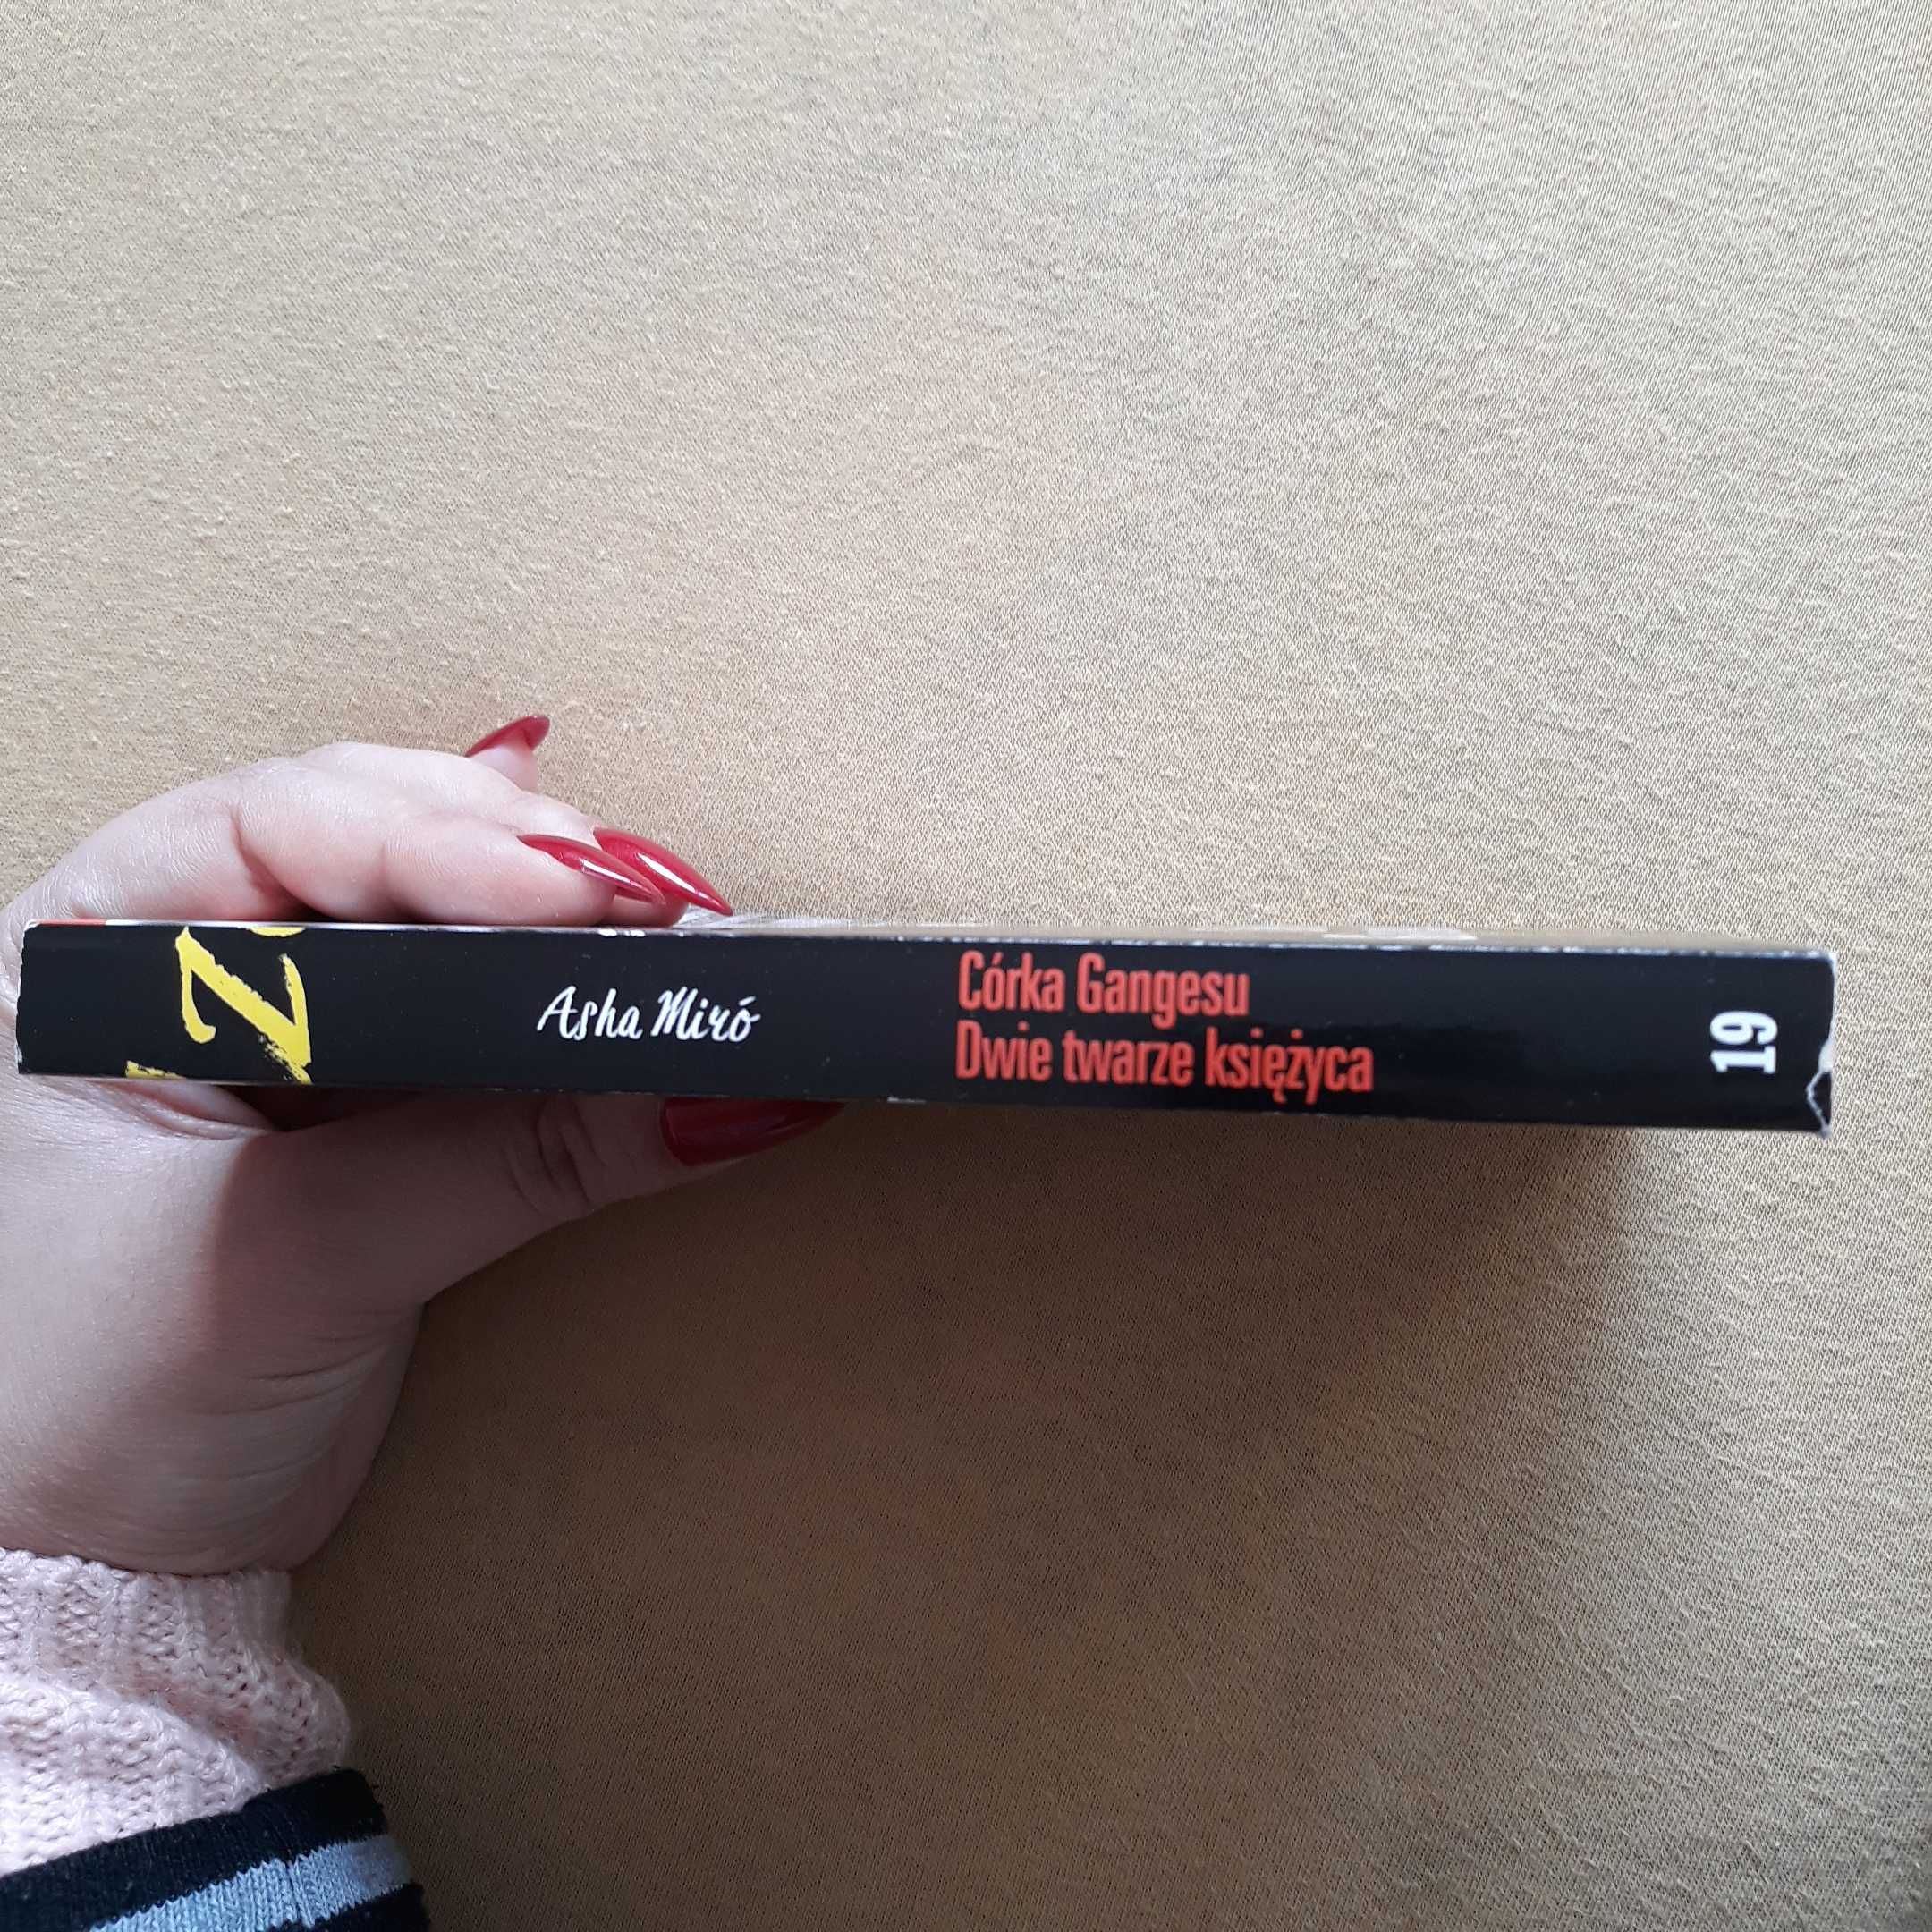 Z
Asha Miró
Córka Gangesu
Dwie twarze księżyca
19